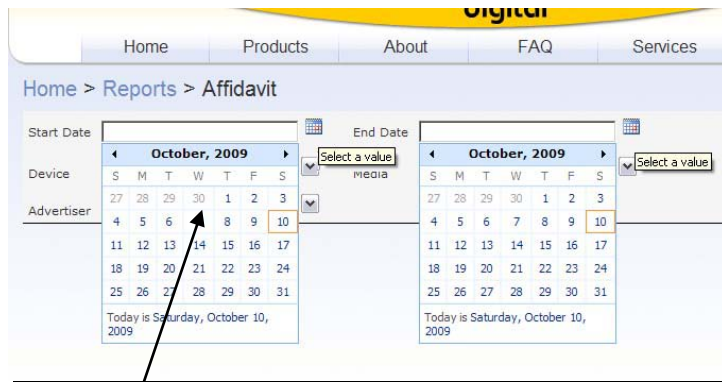 digital
Home Products About FAQ Services
Home > Reports > Affidavit
Start Date End Date
Device Media
Advertiser
Select a value
October, 2009
S M T W T F S
27 28 29 30 1 2 3
4 5 6 8 9 10
11 12 13 14 15 16 17
18 19 20 21 22 23 24
25 26 27 28 29 30 31
Today is Saturday, October 10,
2009
Select a value
October, 2009
S M T W T F S
27 28 29 30 1 2 3
4 5 6 7 8 9 10
11 12 13 14 15 16 17
18 19 20 21 22 23 24
25 26 27 28 29 30 31
Today is Saturday, October 10,
2009